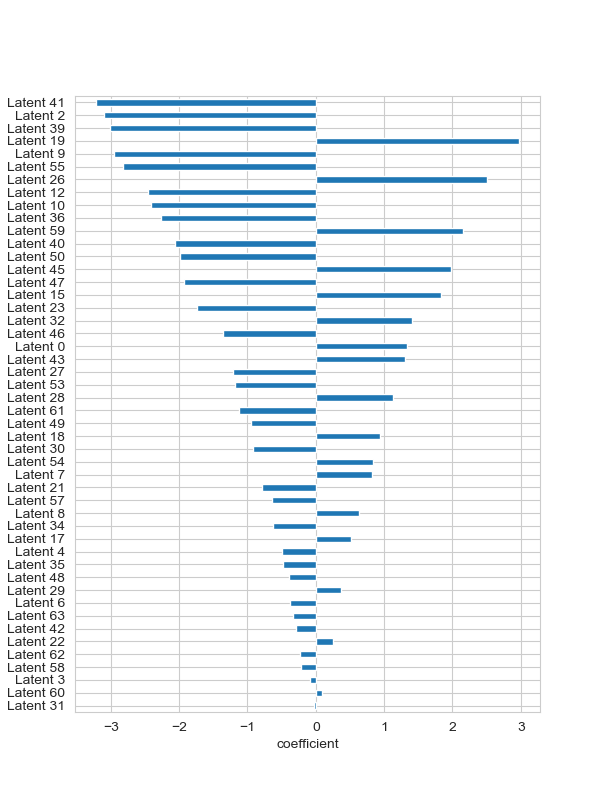 Latent 41
Latent 2
Latent 39
Latent 19
Latent 9
Latent 55
Latent 26
Latent 12
Latent 10
Latent 36
Latent 59
Latent 40
Latent 50
Latent 45
Latent 47
Latent 15
Latent 23
Latent 32
Latent 46
Latent 0
Latent 43
Latent 27
Latent 53
Latent 28
Latent 61
Latent 49
Latent 18
Latent 30
Latent 54
Latent 7
Latent 21
Latent 57
Latent 8
Latent 34
Latent 17
Latent 4
Latent 35
Latent 48
Latent 29
Latent 6
Latent 63
Latent 42
Latent 22
Latent 62
Latent 58
Latent 3
Latent 60
Latent 31
−3 −2 −1 0 1 2 3
coefficient